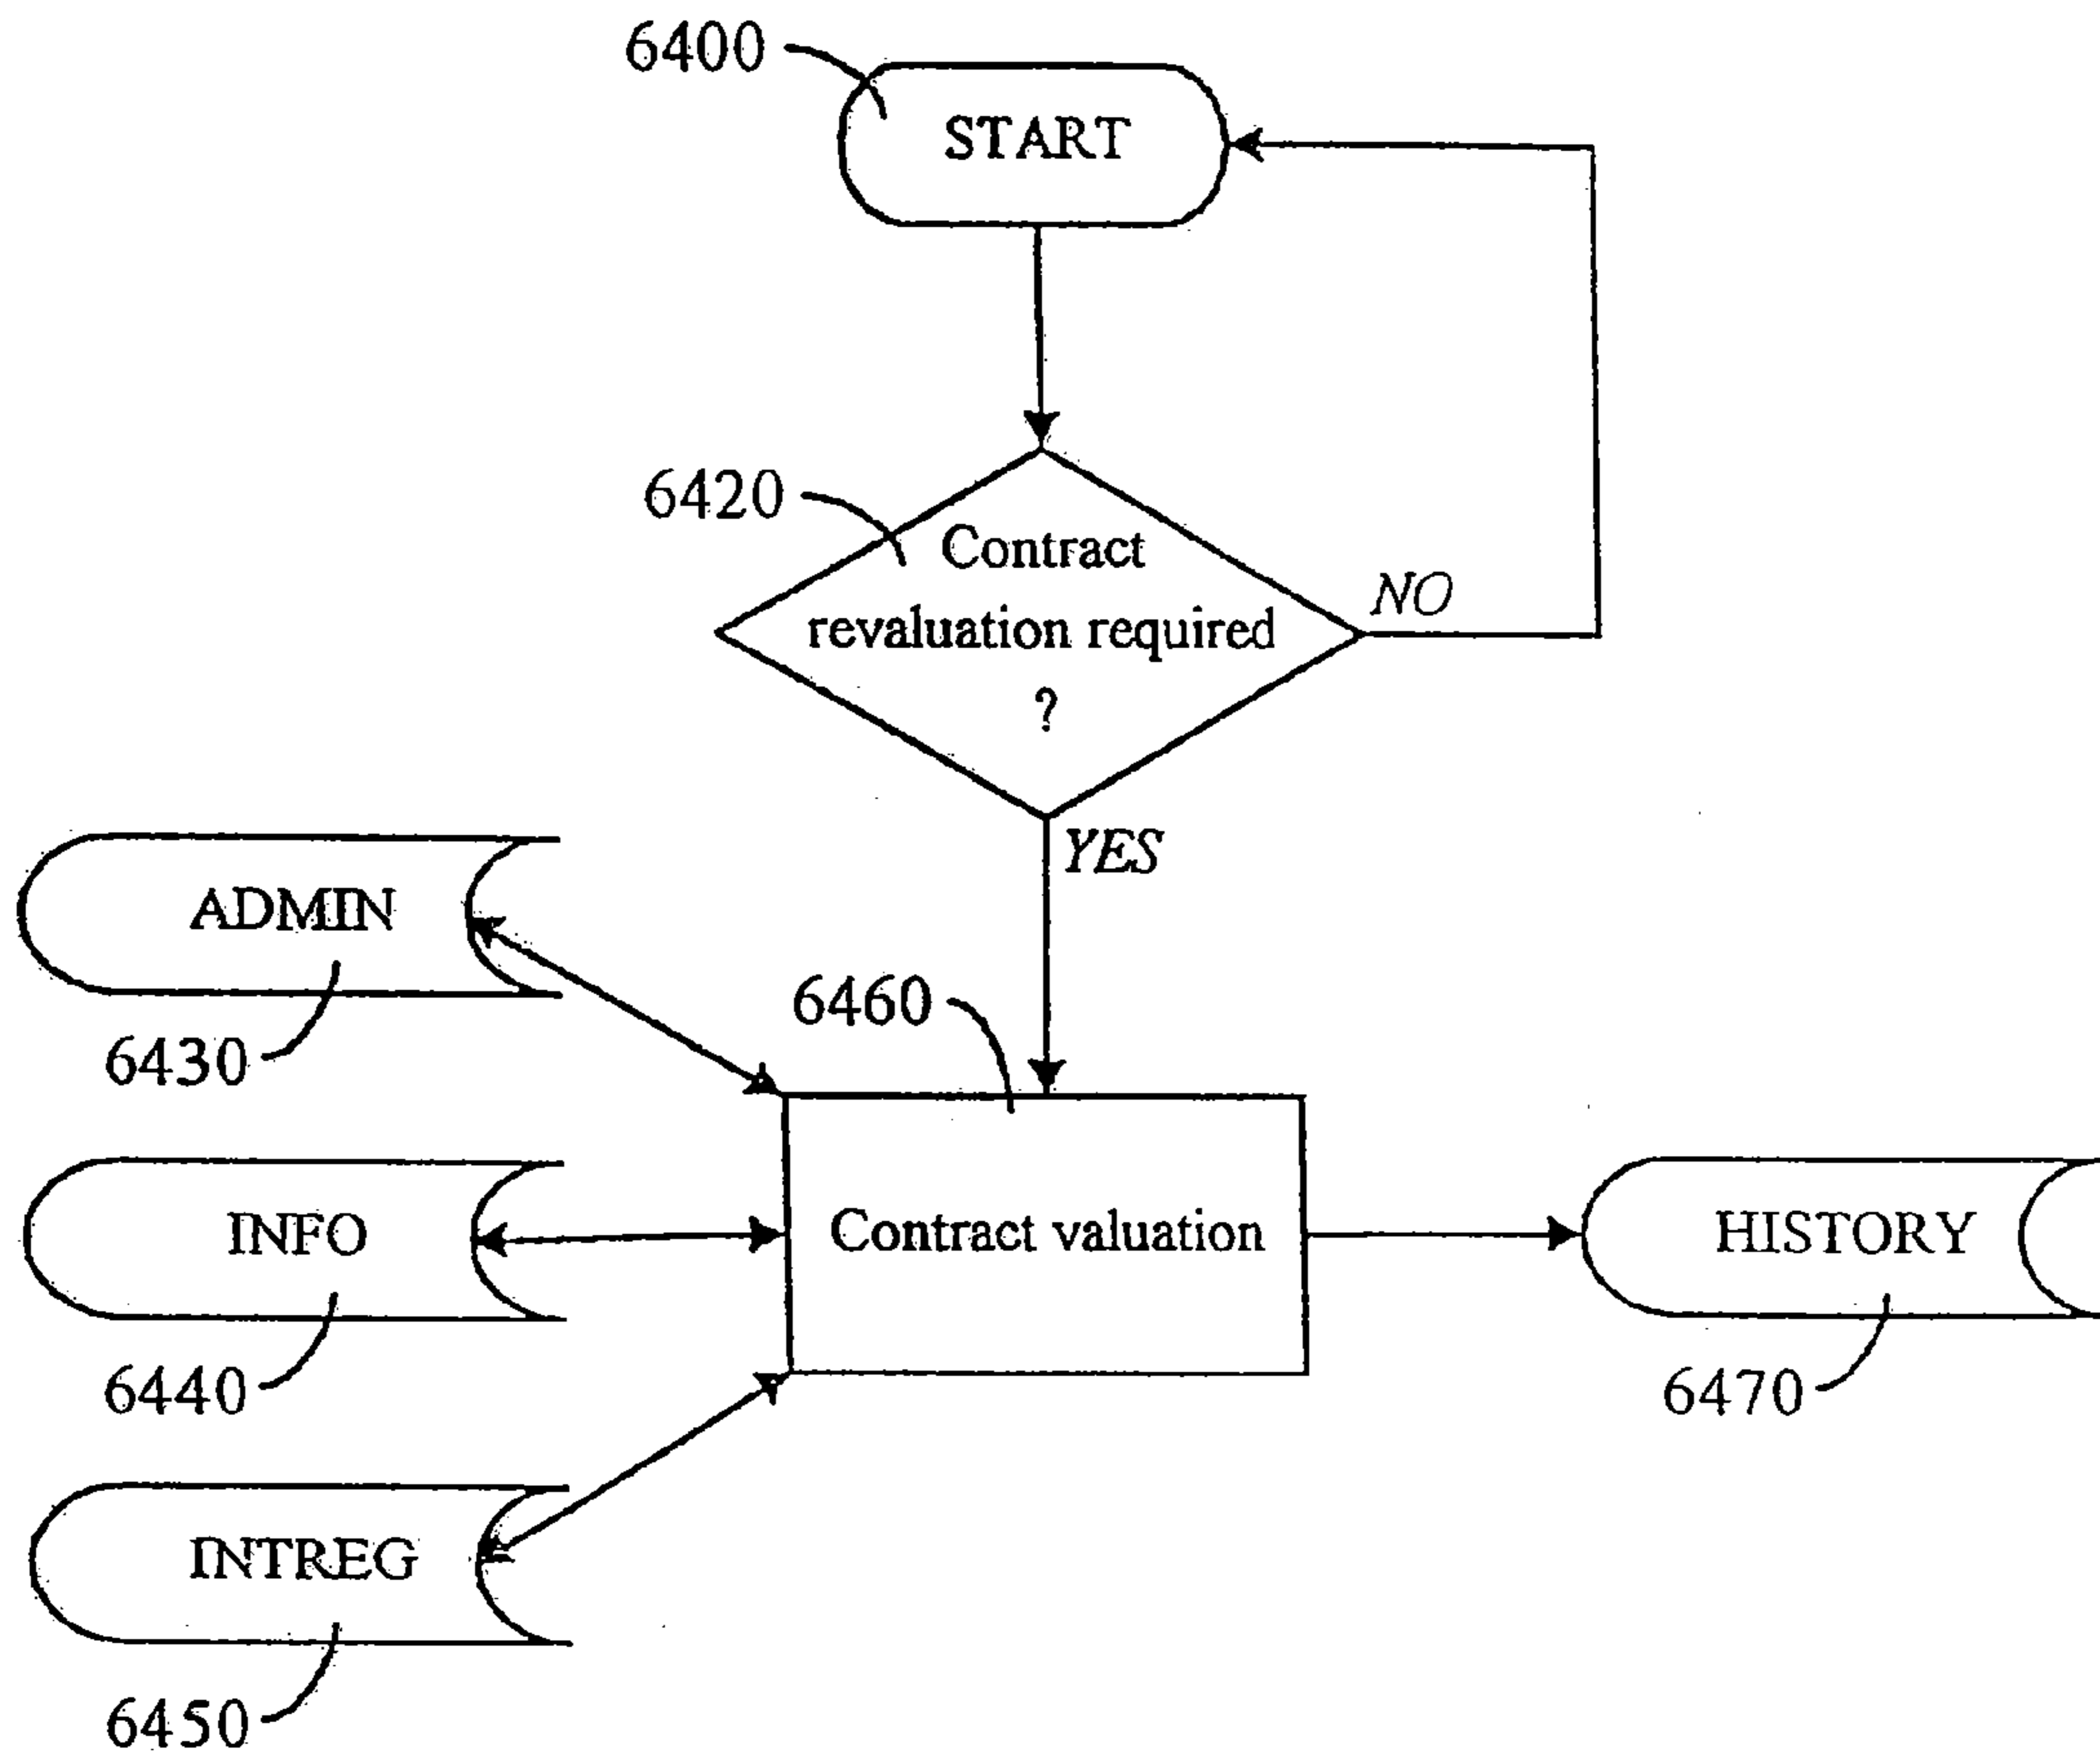 6400
START
6420
Contract
revaluation required
?
NO
YES
ADMIN
6430
6460
INFO
6440
Contract valuation
HISTORY
6470
INTREG
6450